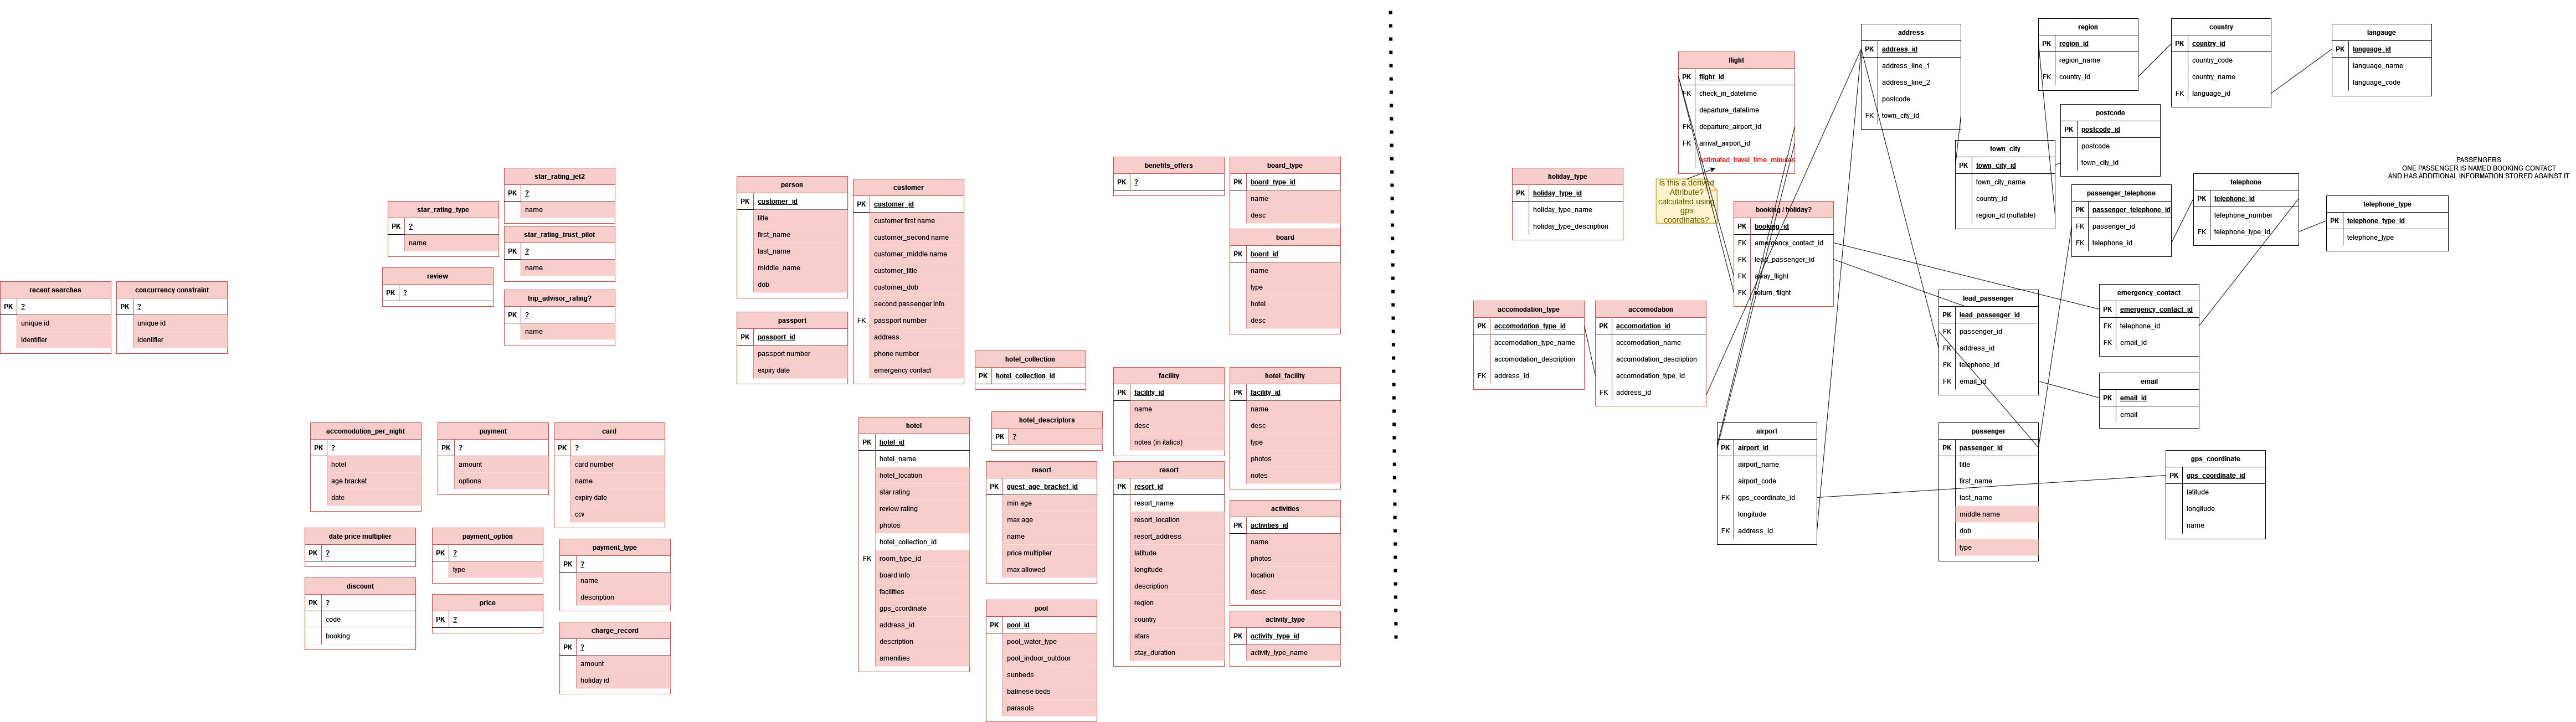 recent searches
PK ?
unique id
identifier
concurrency constraint
PK ?
unique id
identifier
star_rating_type
PK ?
name
review
PK ?
star_rating_jet2
PK ?
name
star_rating_trust_pilot
PK ?
name
trip_advisor_rating?
PK ?
name
accomodation_per_night
PK ?
hotel
age bracket
date
date price multiplier
PK ?
discount
PK ?
code
booking
payment
PK ?
amount
options
payment_option
PK ?
type
price
PK ?
card
PK ?
card number
name
expiry date
ccv
payment_type
PK ?
name
description
charge_record
PK ?
amount
holiday id
person
PK customer_id
title
first_name
last_name
middle_name
dob
passport
PK passport_id
passport number
expiry date
customer
PK customer_id
customer first name
customer_second name
customer_middle name
customer_title
customer_dob
second passenger info
FK passport number
address
phone number
emergency contact
hotel_collection
PK hotel_collection_id
hotel
PK hotel_id
hotel_name
hotel_location
star rating
review rating
photos
hotel_collection_id
FK room_type_id
board info
facilities
gps_ccordinate
address_id
description
amenities
hotel_descriptors
PK ?
resort
PK guest_age_bracket_id
min age
max age
name
price multiplier
max allowed
pool
PK pool_id
pool_water_type
pool_indoor_outdoor
sunbeds
balinese beds
parasols
benefits_offers
PK ?
board_type
PK board_type_id
name
desc
board
PK board_id
name
type
hotel
desc
facility
PK facility_id
name
desc
notes (in italics)
hotel_facility
PK facility_id
name
desc
type
photos
notes
resort
PK resort_id
resort_name
resort_location
resort_address
latitude
longitude
description
region
country
stars
stay_duration
activities
PK activities_id
name
photos
location
desc
activity_type
PK activity_type_id
activity_type_name
holiday_type
PK holiday_type_id
holiday_type_name
holiday_type_description
accomodation_type
PK accomodation_type_id
accomodation_type_name
accomodation_description
FK address_id
accomodation
PK accomodation_id
accomodation_name
accomodation_description
accomodation_type_id
FK address_id
flight
PK flight_id
FK check_in_datetime
departure_datetime
FK departure_airport_id
FK arrival_airport_id
estimated_travel_time_minutes
Is this a derived
Attribute?
calculated using
gps
coordinates?
booking / holiday?
PK booking_id
FK emergency_contact_id
FK lead_passenger_id
FK away_flight
FK return_flight
airport
PK airport_id
airport_name
airport_code
FK gps_coordinate_id
longitude
FK address_id
address
PK address_id
address_line_1
address_line_2
postcode
FK town_city_id
region
PK region_id
region_name
FK country_id
country
PK country_id
country_code
country_name
FK language_id
langauge
PK language_id
language_name
language_code
postcode
PK postcode_id
postcode
town_city_id
town_city
PK town_city_id
town_city_name
country_id
region_id (nullable)
passenger_telephone
PK passenger_telephone_id
FK passenger_id
FK telephone_id
telephone
PK telephone_id
telephone_number
FK telephone_type_id
telephone_type
PK telephone_type_id
telephone_type
PASSENGERS
ONE PASSENGER IS NAMED BOOKING CONTACT
AND HAS ADDITIONAL INFORMATION STORED AGAINST IT
lead_passenger
PK lead_passenger_id
FK passenger_id
FK address_id
FK telephone_id
FK email_id
emergency_contact
PK emergency_contact_id
FK telephone_id
FK email_id
email
PK email_id
email
passenger
PK passenger_id
title
first_name
last_name
middle name
dob
type
gps_coordinate
PK gps_coordinate_id
latitude
longitude
name